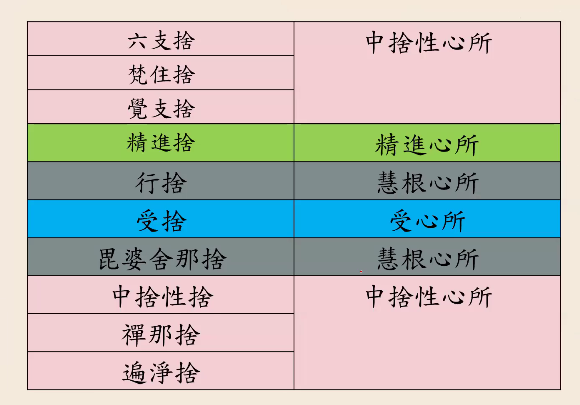 六支捨
中捨性心所
梵住捨
覺支捨
精進捨
精進心所
行捨
慧根心所
受捨
受心所
毘婆舍那捨
慧根心所
中捨性捨
中捨性心所
禪那捨
遍淨捨